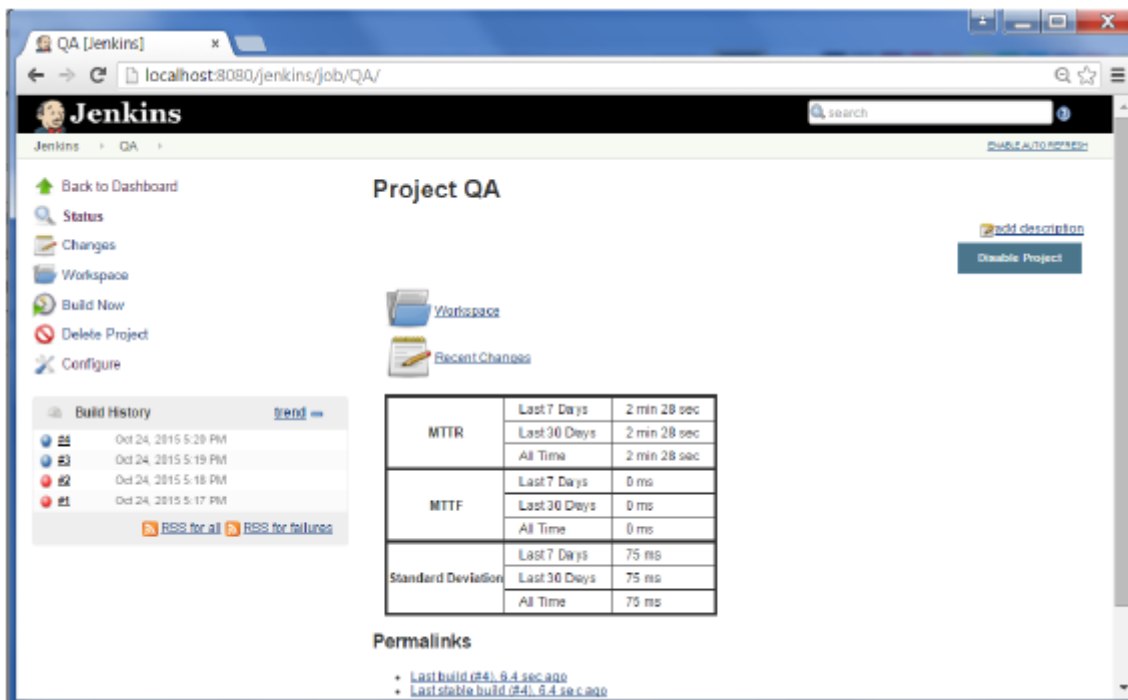 QA [Jenkins]
localhost:8080/jenkins/job/QA/
Jenkins
search
Jenkins
QA
ENABLE AUTO REFRESH
Back to Dashboard
Status
Changes
Workspace
Build Now
Delete Project
Configure
Build History trend
#4 Oct 24, 2015 5:20 PM
#3 Oct 24, 2015 5:19 PM
#2 Oct 24, 2015 5:18 PM
#1 Oct 24, 2015 5:17 PM
RSS for all RSS for failures
Project QA
add description
Disable Project
Workspace
Recent Changes
MTTR
Last 7 Days 2 min 28 sec
Last 30 Days 2 min 28 sec
All Time 2 min 28 sec
MTTF
Last 7 Days 0 ms
Last 30 Days 0 ms
All Time 0 ms
Standard Deviation
Last 7 Days 75 ms
Last 30 Days 75 ms
All Time 75 ms
Permalinks
Last build (#4), 6.4 sec ago
Last stable build (#4), 6.4 sec ago